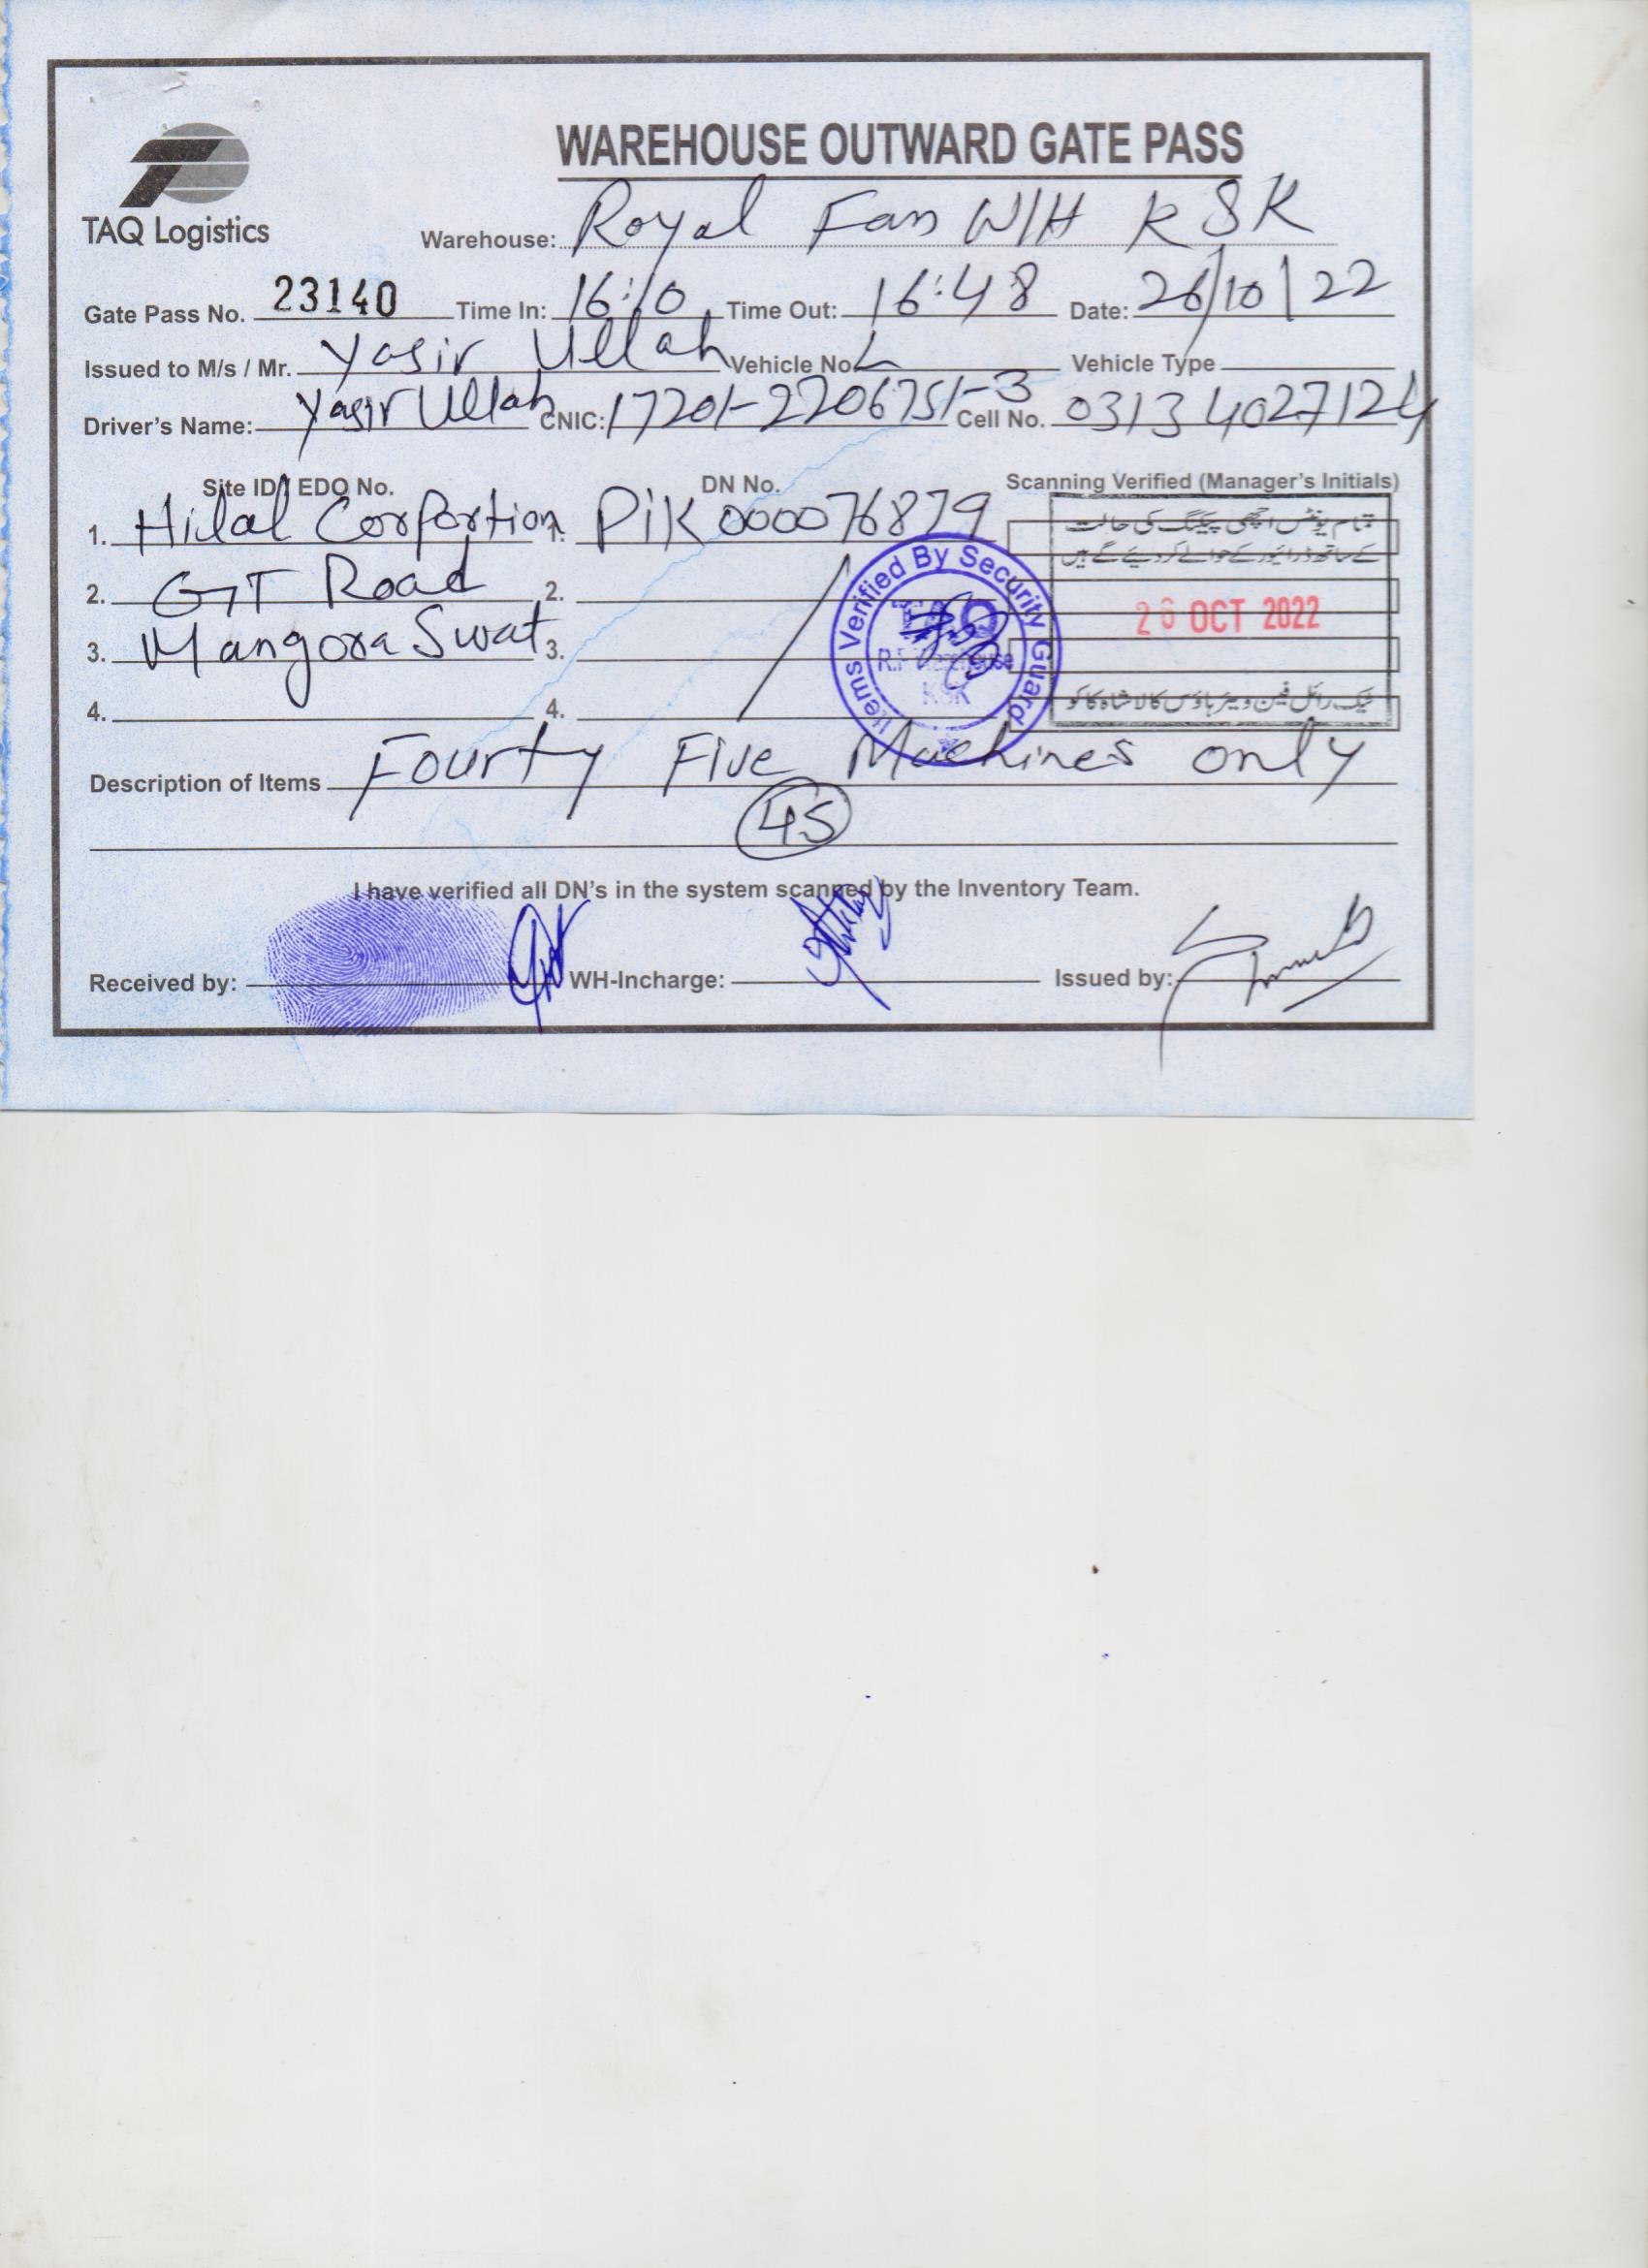 WAREHOUSE OUTWARD GATE PASS
TAQ Logistics
Warehouse: Royal Fan W/H KSK
Gate Pass No. 23140 Time In: 16:10 Time Out: 16:48 Date: 26/10/22
Issued to M/s / Mr. Yasir Ullah Vehicle No. Vehicle Type
Driver's Name: Yasir Ullah CNIC: 17201-2206751-3 Cell No. 0313 4027124
Site ID / EDO No. DN No. Scanning Verified (Manager's Initials)
1. Hilal Corportion 1. PiK000076879
2. GT Road 2.
3. Mangora Swat 3.
4. 4.
Items Verified By Security Guard
R.F Warehouse
KSK
تمام یونٹس اچھی پیکنگ کی حالت
کے ساتھ ڈرائیور کے حوالے کر دیئے گئے ہیں
26 OCT 2022
ٹیک رائل فین ویئر ہاؤس کالا شاہ کاکو
Description of Items Fourty Five Machines only
45
I have verified all DN's in the system scanned by the Inventory Team.
Received by: WH-Incharge: Issued by: